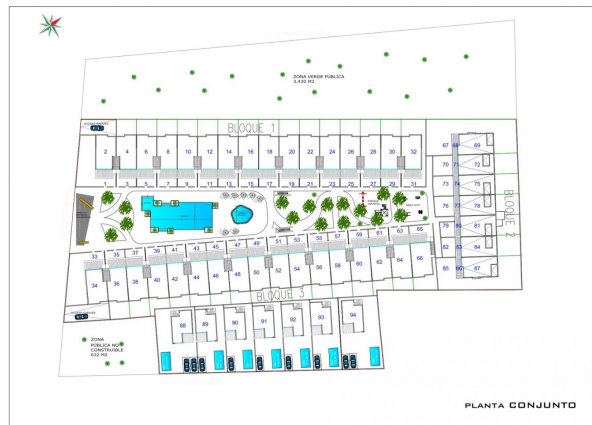 ZONA VERDE PÚBLICA
3.430 M2
BLOQUE 1
2 4 6 8 10 12 14 16 18 20 22 24 26 28 30 32
1 3 5 7 9 11 13 15 17 19 21 23 25 27 29 31
67 68 69
70 71 72
73 74 75
76 77 78
79 80 81
82 83 84
85 86 87
BLOQUE 2
33 35 37 39 41 43 45 47 49 51 53 55 57 59 61 63 65
34 36 38 40 42 44 46 48 50 52 54 56 58 60 62 64 66
BLOQUE 3
88 89 90 91 92 93 94
ZONA
PÚBLICA NO
CONSTRUIBLE
632 M2
PLANTA CONJUNTO